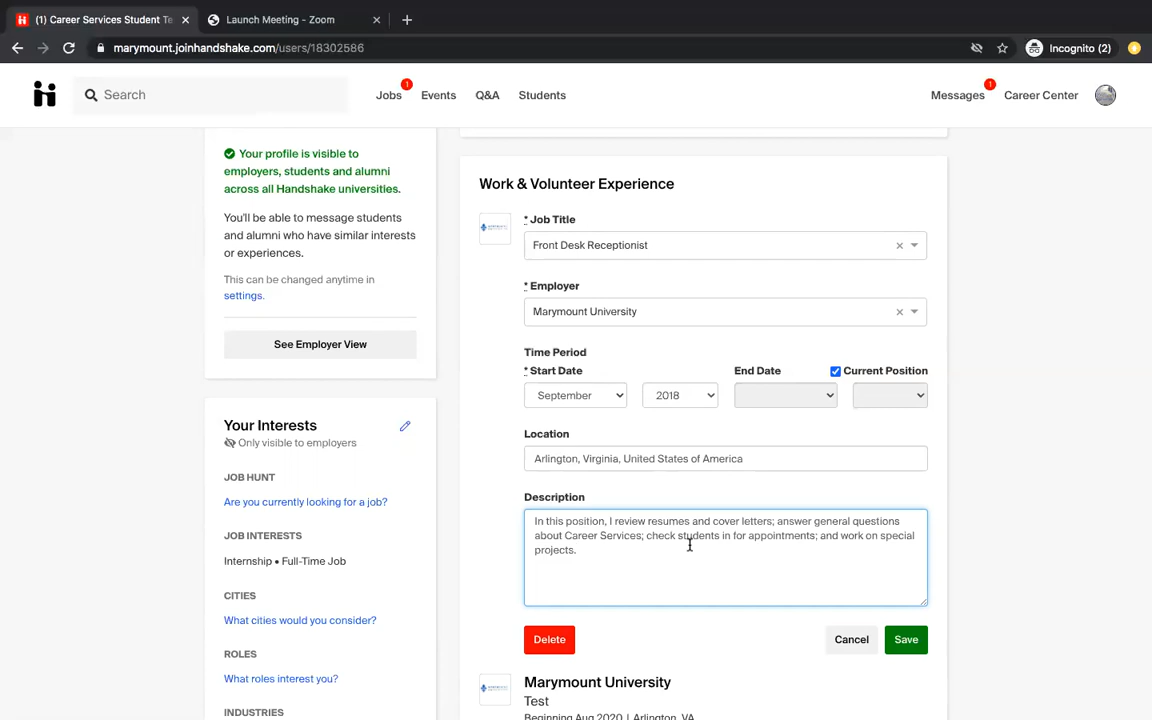 (1) Career Services Student Te
Launch Meeting - Zoom
marymount.joinhandshake.com/users/18302586
Incognito (2)
Search
Jobs
1
Events
Q&A
Students
Messages
1
Career Center
Your profile is visible to
employers, students and alumni
across all Handshake universities.
You'll be able to message students
and alumni who have similar interests
or experiences.
This can be changed anytime in
settings.
See Employer View
Your Interests
Only visible to employers
JOB HUNT
Are you currently looking for a job?
JOB INTERESTS
Internship • Full-Time Job
CITIES
What cities would you consider?
ROLES
What roles interest you?
INDUSTRIES
Work & Volunteer Experience
* Job Title
Front Desk Receptionist
* Employer
Marymount University
Time Period
* Start Date
End Date
Current Position
September
2018
Location
Arlington, Virginia, United States of America
Description
In this position, I review resumes and cover letters; answer general questions
about Career Services; check students in for appointments; and work on special
projects.
Delete
Cancel
Save
Marymount University
Test
Beginning Aug 2020 | Arlington, VA